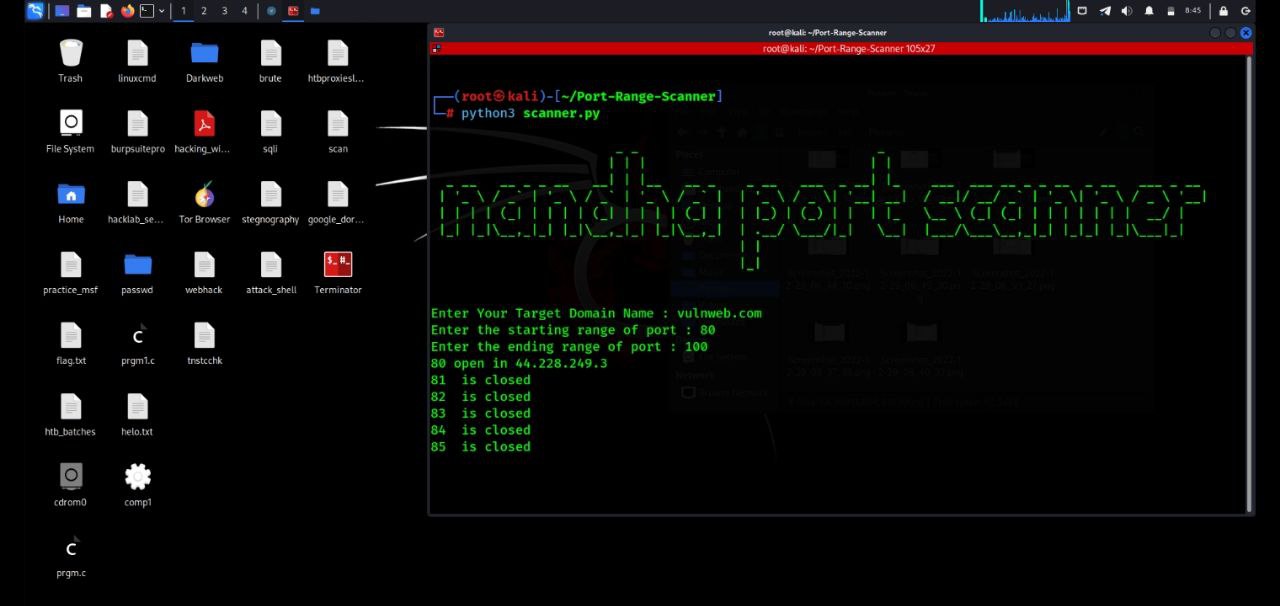 1 2 3 4
8:45
Trash
linuxcmd
Darkweb
brute
htbproxiesl...
File System
burpsuitepro
hacking_wi...
sqli
scan
Home
hacklab_se...
Tor Browser
stegnography
google_dor...
practice_msf
passwd
webhack
attack_shell
Terminator
flag.txt
prgm1.c
tnstcchk
htb_batches
helo.txt
cdrom0
comp1
prgm.c
root@kali: ~/Port-Range-Scanner
root@kali: ~/Port-Range-Scanner 105x27
(root㉿kali)-[~/Port-Range-Scanner]
# python3 scanner.py
nandha port scanner
Enter Your Target Domain Name : vulnweb.com
Enter the starting range of port : 80
Enter the ending range of port : 100
80 open in 44.228.249.3
81  is closed
82  is closed
83  is closed
84  is closed
85  is closed